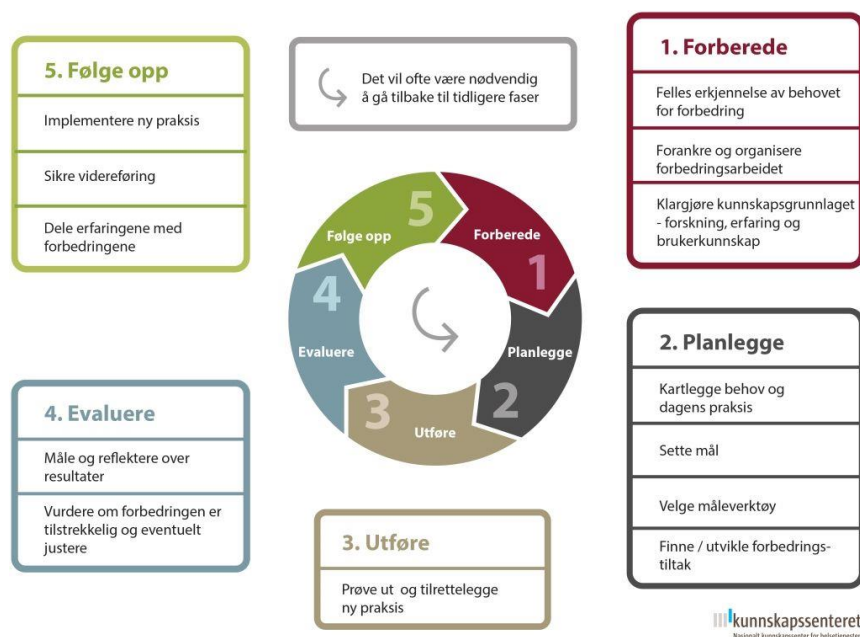 5. Følge opp
Implementere ny praksis
Sikre videreføring
Dele erfaringene med
forbedringene
Det vil ofte være nødvendig
å gå tilbake til tidligere faser
1. Forberede
Felles erkjennelse av behovet
for forbedring
Forankre og organisere
forbedringsarbeidet
Klargjøre kunnskapsgrunnlaget
- forskning, erfaring og
brukerkunnskap
5
Følge opp
Forberede
1
4
Evaluere
Planlegge
2
3
Utføre
2. Planlegge
Kartlegge behov og
dagens praksis
Sette mål
Velge måleverktøy
Finne / utvikle forbedrings-
tiltak
4. Evaluere
Måle og reflektere over
resultater
Vurdere om forbedringen er
tilstrekkelig og eventuelt
justere
3. Utføre
Prøve ut og tilrettelegge
ny praksis
kunnskapssenteret
Nasjonalt kunnskapssenter for helsetjenesten